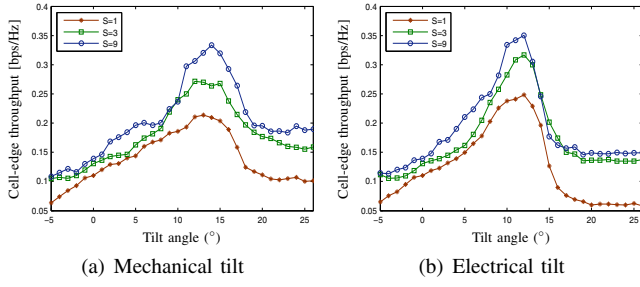 0.4
0.35
0.3
0.25
0.2
0.15
0.1
0.05
Cell-edge throughput [bps/Hz]
S=1
S=3
S=9
−5 0 5 10 15 20 25
Tilt angle (°)
(a) Mechanical tilt
0.4
0.35
0.3
0.25
0.2
0.15
0.1
0.05
Cell-edge throughput [bps/Hz]
S=1
S=3
S=9
−5 0 5 10 15 20 25
Tilt angle (°)
(b) Electrical tilt